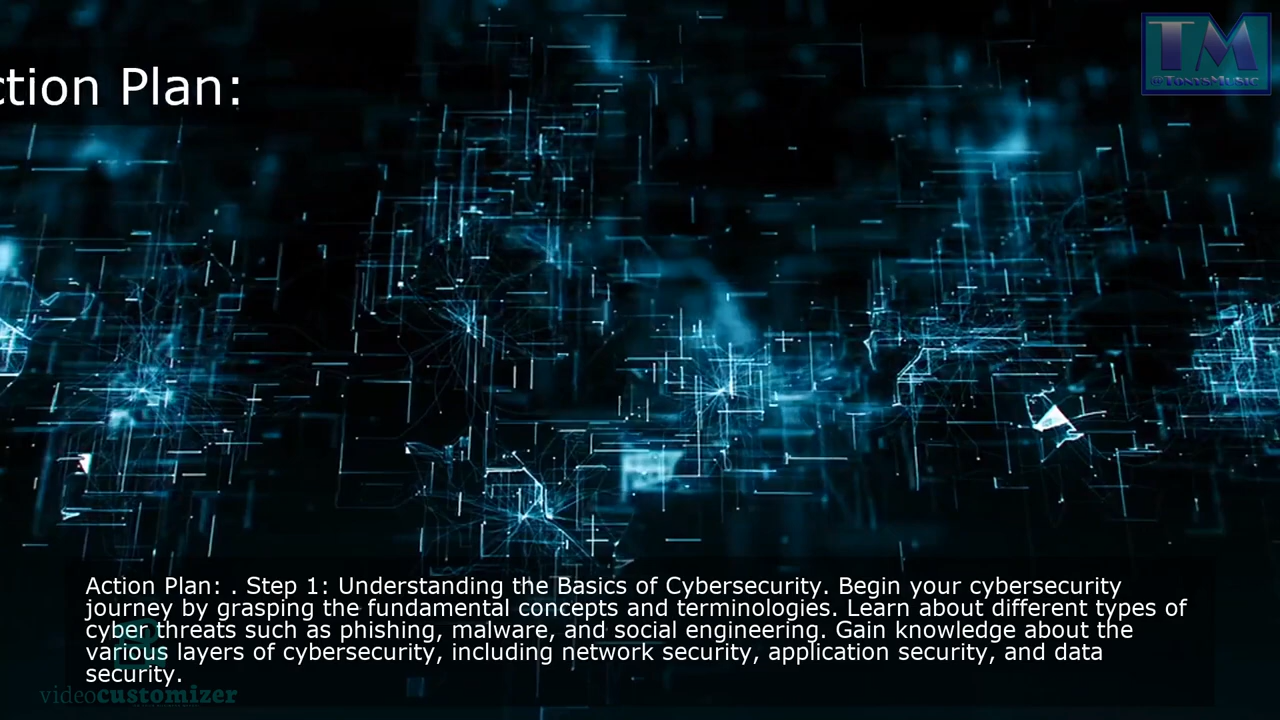 ction Plan:
TM
@TonysMusic
Action Plan: . Step 1: Understanding the Basics of Cybersecurity. Begin your cybersecurity
journey by grasping the fundamental concepts and terminologies. Learn about different types of
cyber threats such as phishing, malware, and social engineering. Gain knowledge about the
various layers of cybersecurity, including network security, application security, and data
security.
videocustomizer